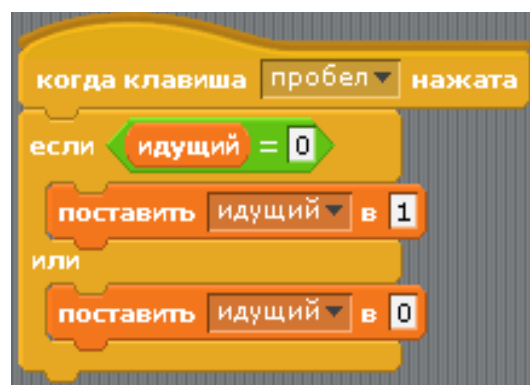 когда клавиша пробел нажата
если идущий = 0
поставить идущий в 1
или
поставить идущий в 0